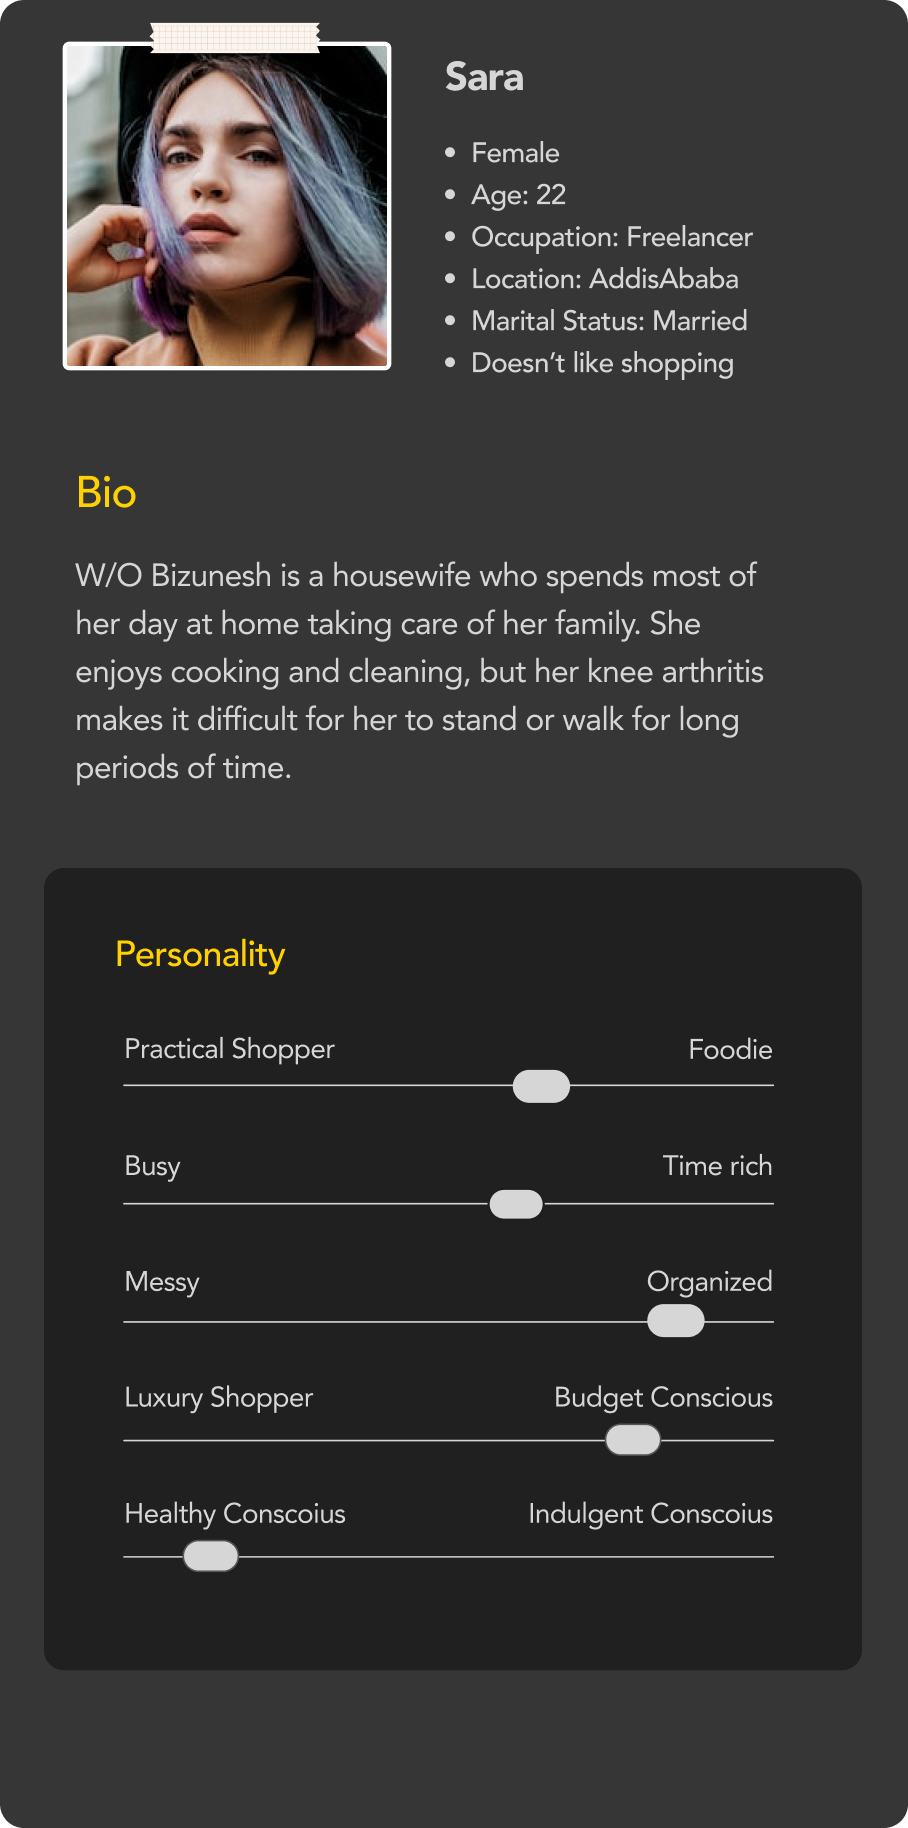 Sara
• Female
• Age: 22
• Occupation: Freelancer
• Location: AddisAbaba
• Marital Status: Married
• Doesn’t like shopping
Bio
W/O Bizunesh is a housewife who spends most of
her day at home taking care of her family. She
enjoys cooking and cleaning, but her knee arthritis
makes it difficult for her to stand or walk for long
periods of time.
Personality
Practical Shopper Foodie
Busy Time rich
Messy Organized
Luxury Shopper Budget Conscious
Healthy Conscoius Indulgent Conscoius